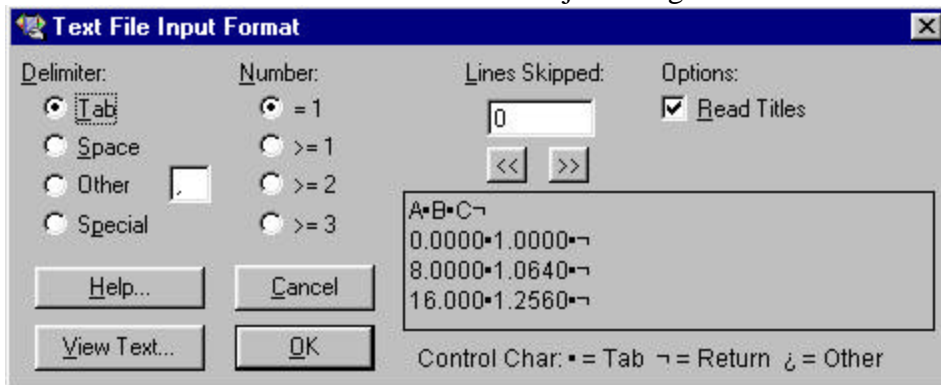 Text File Input Format
Delimiter: Number: Lines Skipped: Options:
Tab = 1 0 Read Titles
Space >= 1 << >>
Other , >= 2
Special >= 3
A▪B▪C¬
0.0000▪1.0000▪¬
8.0000▪1.0640▪¬
16.000▪1.2560▪¬
Help... Cancel
View Text... OK
Control Char: ▪ = Tab ¬ = Return ¿ = Other